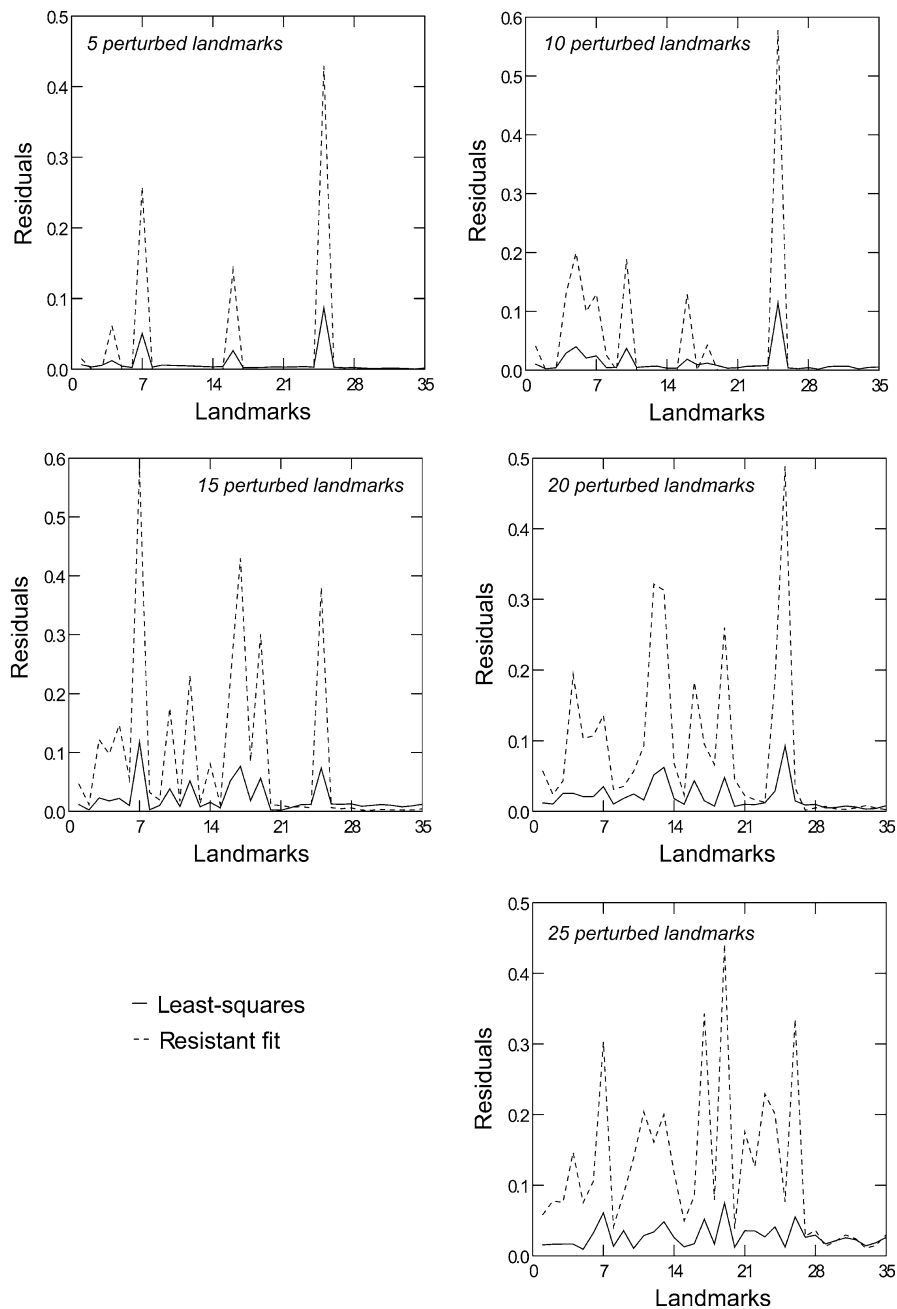 5 perturbed landmarks
0.5
0.4
0.3
0.2
0.1
0.0
Residuals
0 7 14 21 28 35
Landmarks
10 perturbed landmarks
0.6
0.5
0.4
0.3
0.2
0.1
0.0
Residuals
0 7 14 21 28 35
Landmarks
15 perturbed landmarks
0.6
0.5
0.4
0.3
0.2
0.1
0.0
Residuals
0 7 14 21 28 35
Landmarks
20 perturbed landmarks
0.5
0.4
0.3
0.2
0.1
0.0
Residuals
0 7 14 21 28 35
Landmarks
Least-squares
Resistant fit
25 perturbed landmarks
0.5
0.4
0.3
0.2
0.1
0.0
Residuals
0 7 14 21 28 35
Landmarks